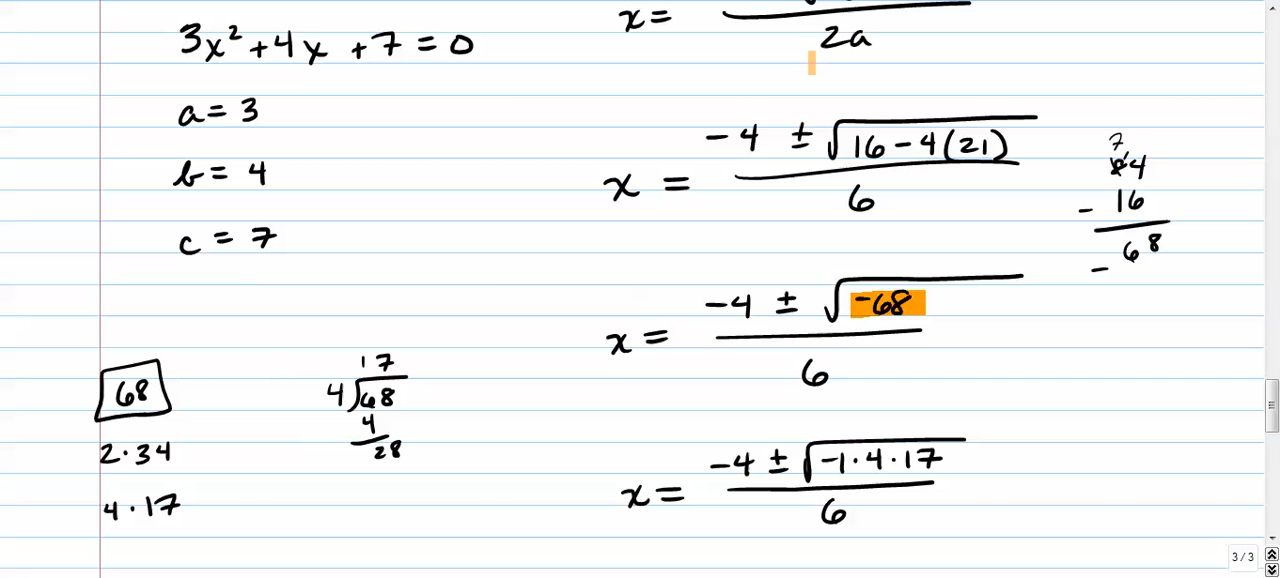 3x² + 4x + 7 = 0
a = 3
b = 4
c = 7
68
2·34
4·17
17
4)68
4
28
x =
2a
x = (-4 ± √(16 - 4(21))) / 6
7
84
- 16
- 68
x = (-4 ± √(-68)) / 6
x = (-4 ± √(-1·4·17)) / 6
3 / 3